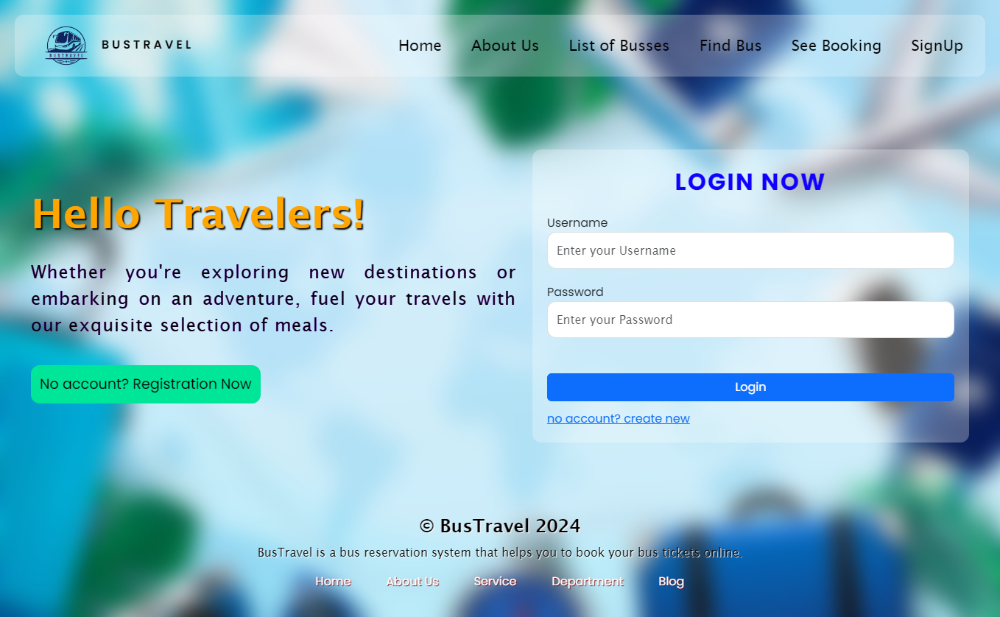 BUSTRAVEL
BUSTRAVEL
Home About Us List of Busses Find Bus See Booking SignUp
Hello Travelers!
Whether you're exploring new destinations or
embarking on an adventure, fuel your travels with
our exquisite selection of meals.
No account? Registration Now
LOGIN NOW
Username
Enter your Username
Password
Enter your Password
Login
no account? create new
© BusTravel 2024
BusTravel is a bus reservation system that helps you to book your bus tickets online.
Home About Us Service Department Blog